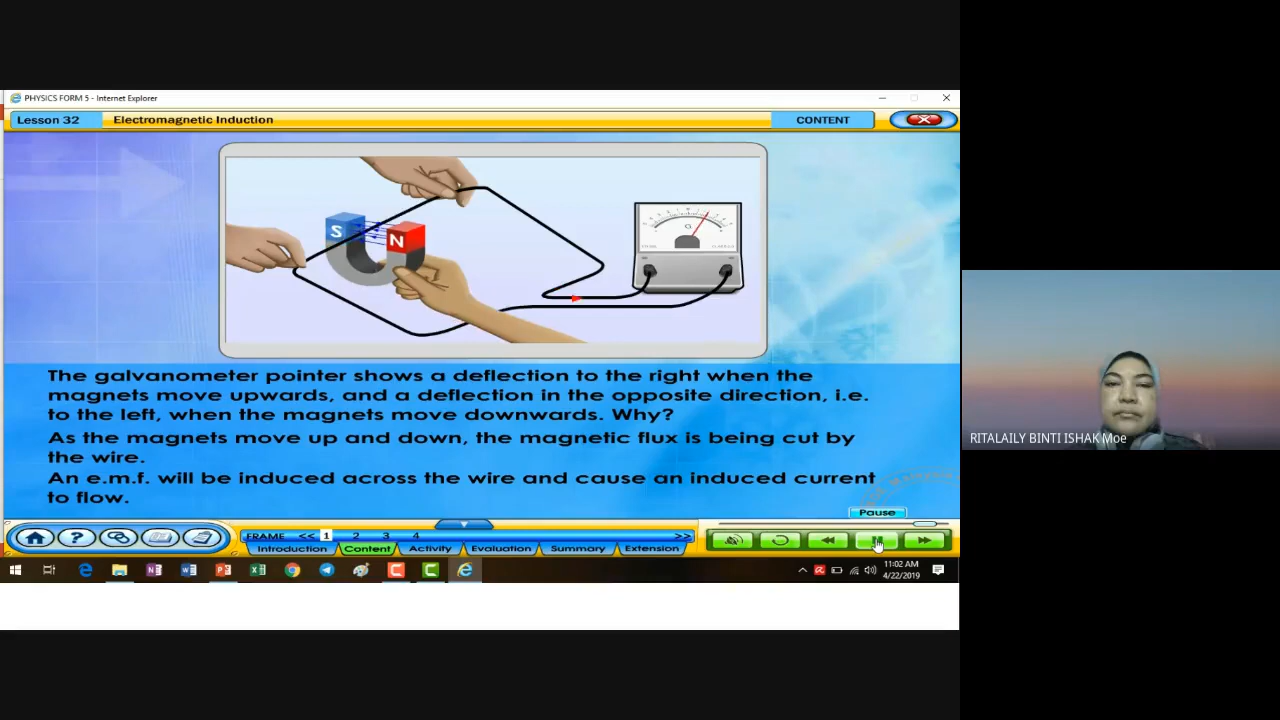 PHYSICS FORM 5 - Internet Explorer
Lesson 32
Electromagnetic Induction
CONTENT
S
N
G
The galvanometer pointer shows a deflection to the right when the
magnets move upwards, and a deflection in the opposite direction, i.e.
to the left, when the magnets move downwards. Why?
As the magnets move up and down, the magnetic flux is being cut by
the wire.
An e.m.f. will be induced across the wire and cause an induced current
to flow.
Pause
FRAME << 1 2 3 4 >>
Introduction Content Activity Evaluation Summary Extension
11:02 AM
4/22/2019
RITALAILY BINTI ISHAK Moe